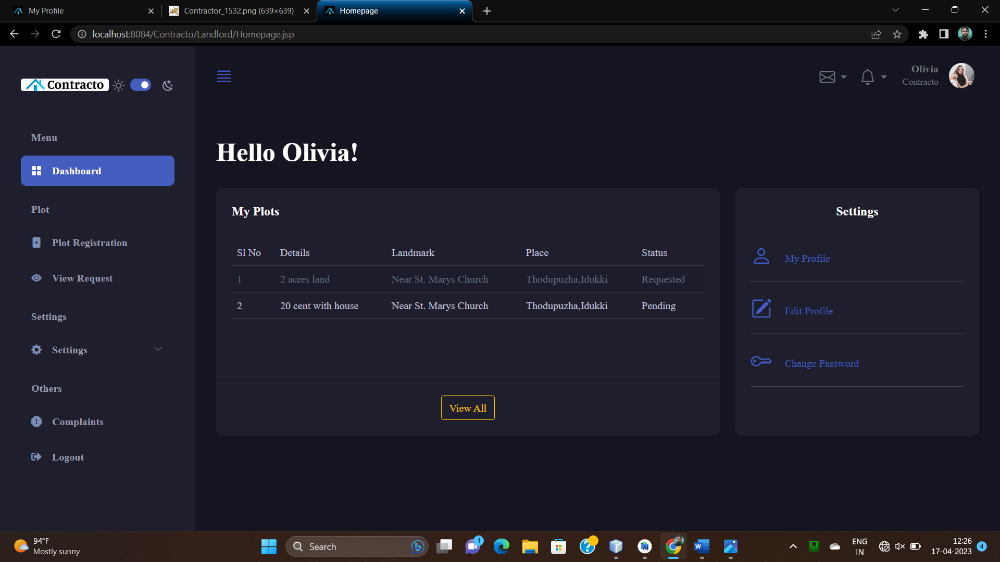 My Profile
Contractor_1532.png (639×639)
Homepage
localhost:8084/Contracto/Landlord/Homepage.jsp
Contracto
Olivia
Contracto
Menu
Dashboard
Plot
Plot Registration
View Request
Settings
Settings
Others
Complaints
Logout
Hello Olivia!
My Plots
Sl No Details Landmark Place Status
1 2 acres land Near St. Marys Church Thodupuzha,Idukki Requested
2 20 cent with house Near St. Marys Church Thodupuzha,Idukki Pending
View All
Settings
My Profile
Edit Profile
Change Password
94°F
Mostly sunny
Search
1
ENG
IN
12:26
17-04-2023
4